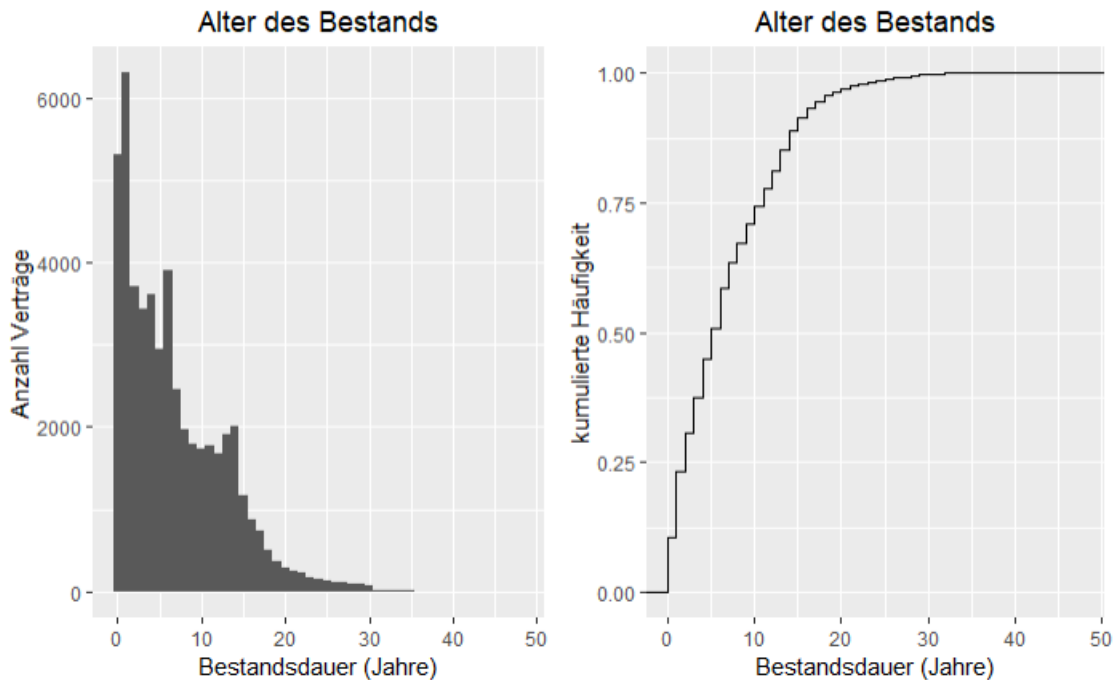 Alter des Bestands
Anzahl Verträge
6000
4000
2000
0
0 10 20 30 40 50
Bestandsdauer (Jahre)
Alter des Bestands
kumulierte Häufigkeit
1.00
0.75
0.50
0.25
0.00
0 10 20 30 40 50
Bestandsdauer (Jahre)